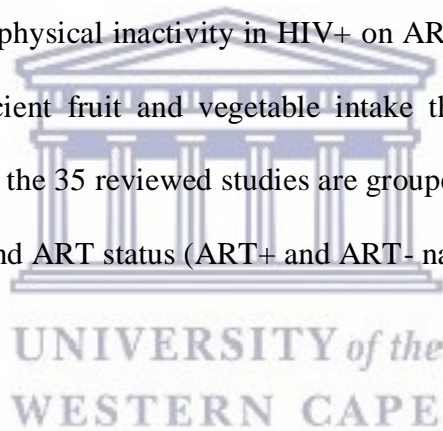 physical inactivity in HIV+ on AR
cient fruit and vegetable intake th
the 35 reviewed studies are groupe
nd ART status (ART+ and ART- na
UNIVERSITY of the
WESTERN CAPE